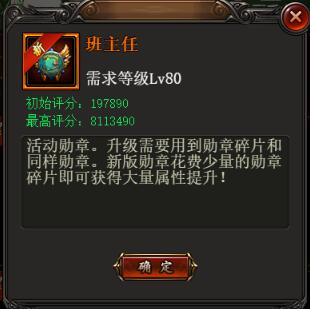 新
班主任
需求等级Lv80
初始评分：197890
最高评分：8113490
活动勋章。升级需要用到勋章碎片和
同样勋章。新版勋章花费少量的勋章
碎片即可获得大量属性提升！
确定